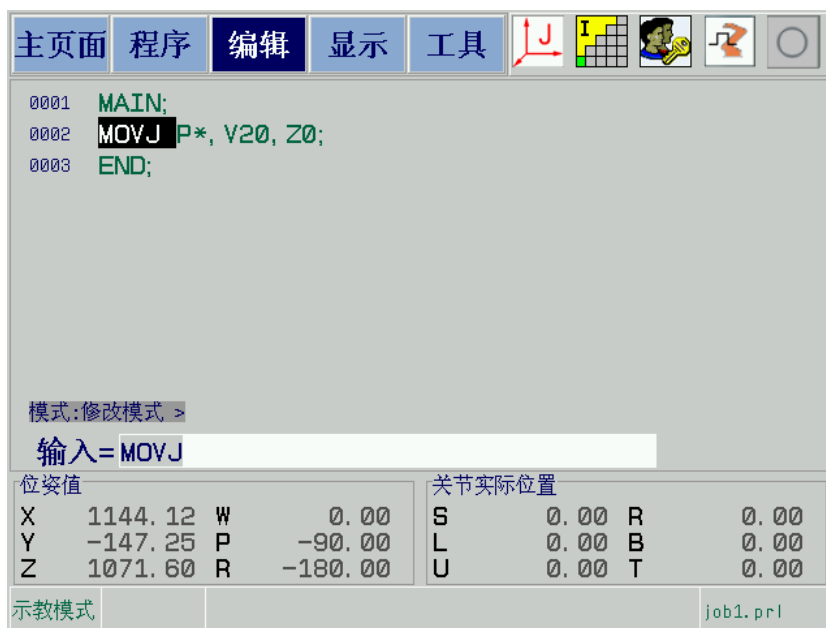 主页面 程序 编辑 显示 工具 J I
0001 MAIN;
0002 MOVJ P*, V20, Z0;
0003 END;
模式:修改模式 >
输入= MOVJ
位姿值 关节实际位置
X 1144.12 W 0.00 S 0.00 R 0.00
Y -147.25 P -90.00 L 0.00 B 0.00
Z 1071.60 R -180.00 U 0.00 T 0.00
示教模式 job1.prl